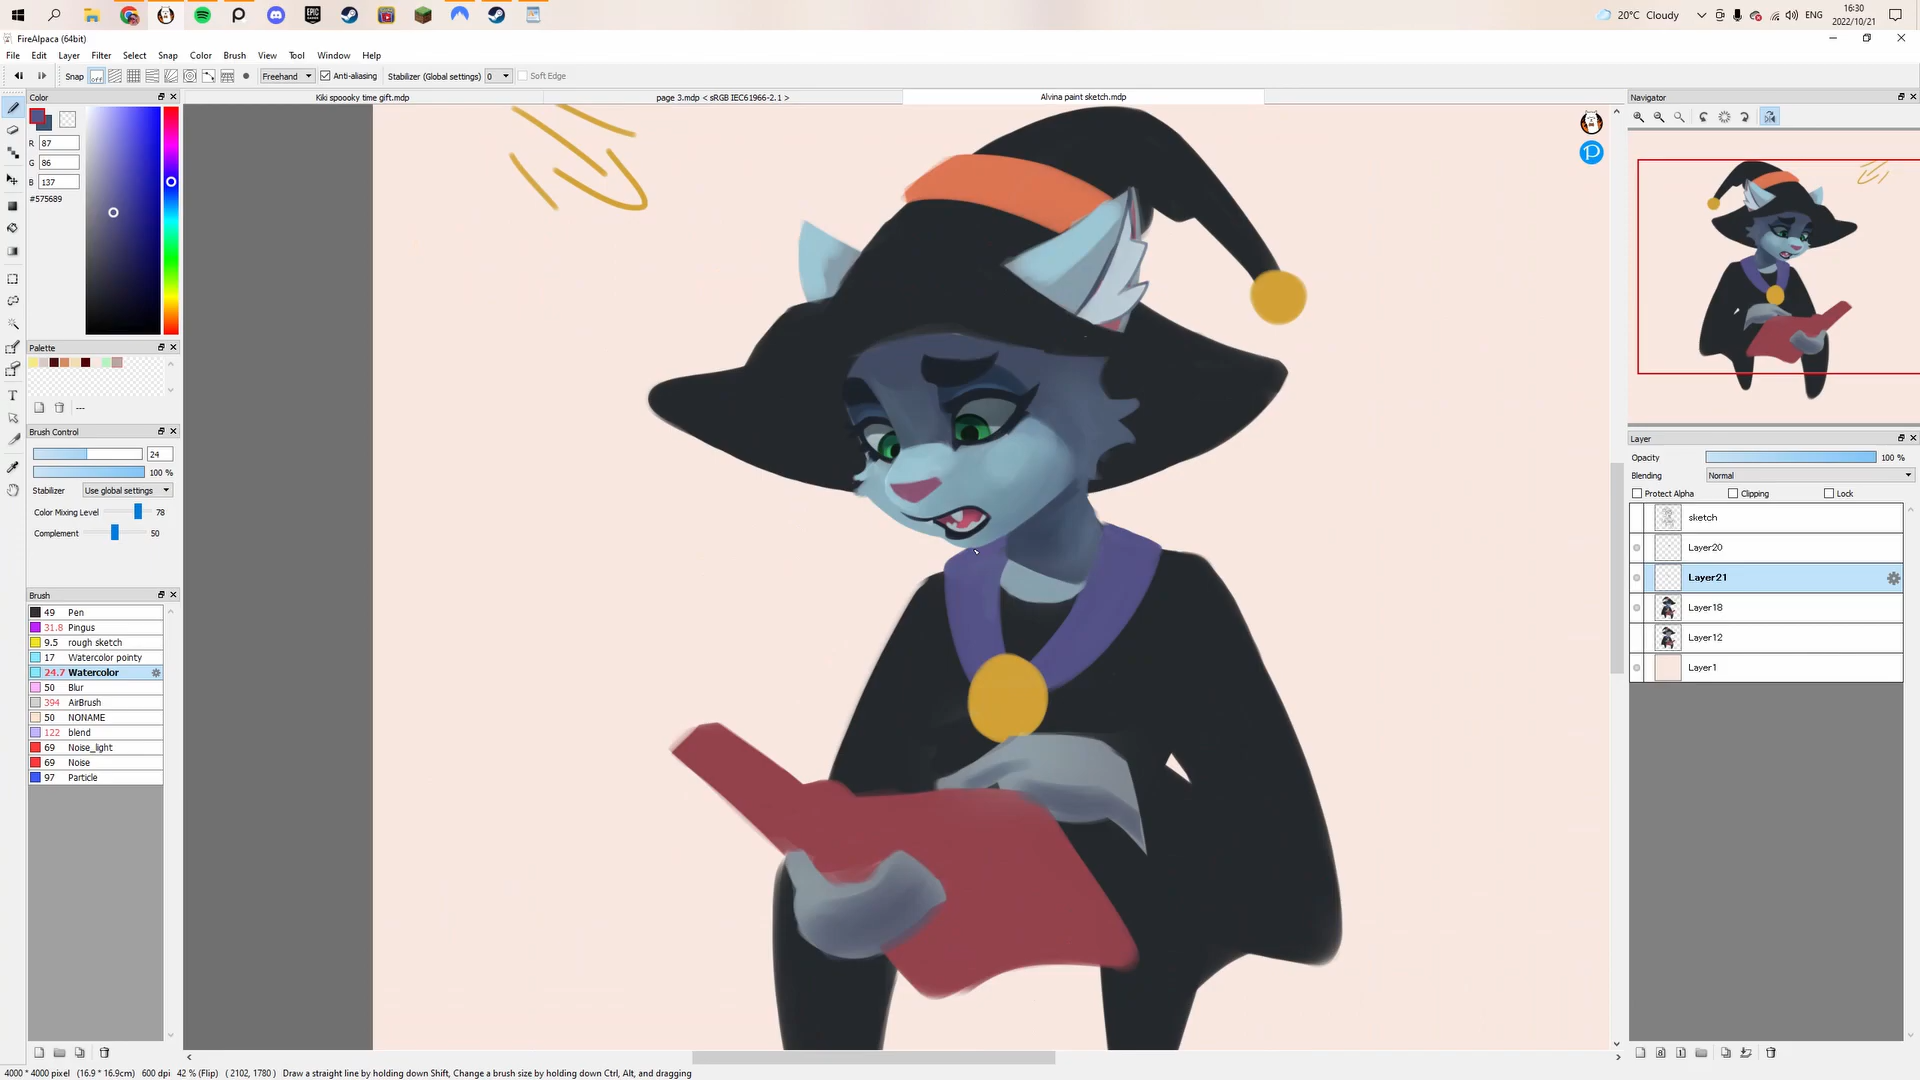 20°C Cloudy
ENG
16:30
2022/10/21
FireAlpaca (64bit)
File Edit Layer Filter Select Snap Color Brush View Tool Window Help
Snap off Freehand Anti-aliasing Stabilizer (Global settings) 0 Soft Edge
Color
Kiki spoooky time gift.mdp
page 3.mdp < sRGB IEC61966-2.1 >
Alvina paint sketch.mdp
Navigator
R 87
G 86
B 137
#575689
Palette
---
Brush Control
24
100 %
Stabilizer Use global settings
Color Mixing Level 78
Complement 50
Brush
49 Pen
31.8 Pingus
9.5 rough sketch
17 Watercolor pointy
24.7 Watercolor
50 Blur
394 AirBrush
50 NONAME
122 blend
69 Noise_light
69 Noise
97 Particle
Layer
Opacity 100 %
Blending Normal
Protect Alpha Clipping Lock
sketch
Layer20
Layer21
Layer18
Layer12
Layer1
4000 * 4000 pixel (16.9 * 16.9cm) 600 dpi 42 % (Flip) ( 2102, 1780 ) Draw a straight line by holding down Shift, Change a brush size by holding down Ctrl, Alt, and dragging